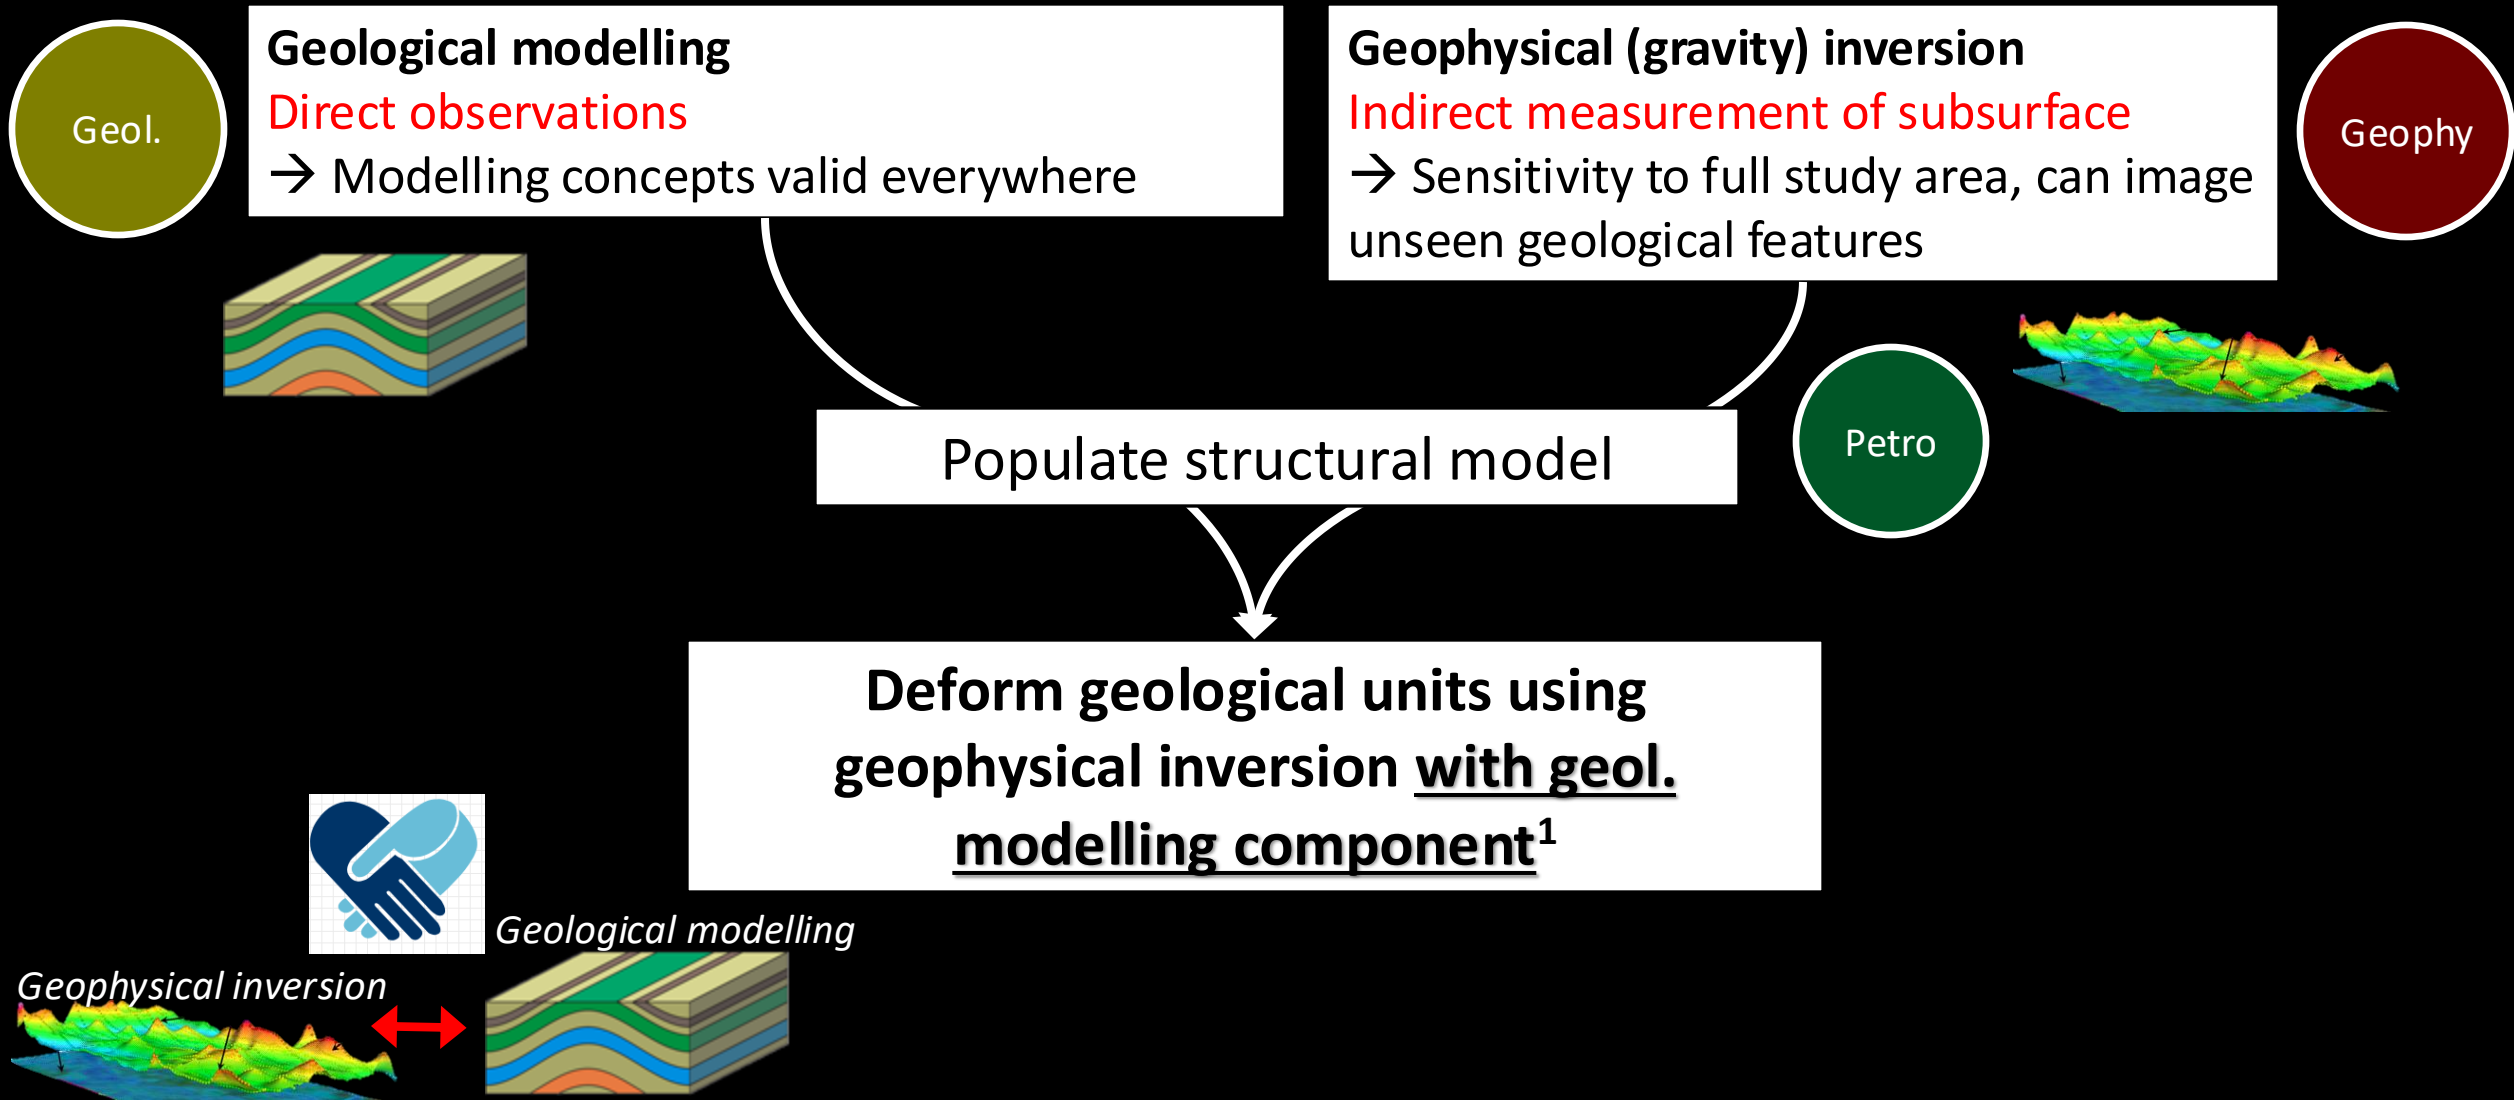 Geol.
Geological modelling
Direct observations
→ Modelling concepts valid everywhere
Geophysical (gravity) inversion
Indirect measurement of subsurface
→ Sensitivity to full study area, can image
unseen geological features
Geophy
Populate structural model
Petro
Deform geological units using
geophysical inversion with geol.
modelling component¹
Geological modelling
Geophysical inversion